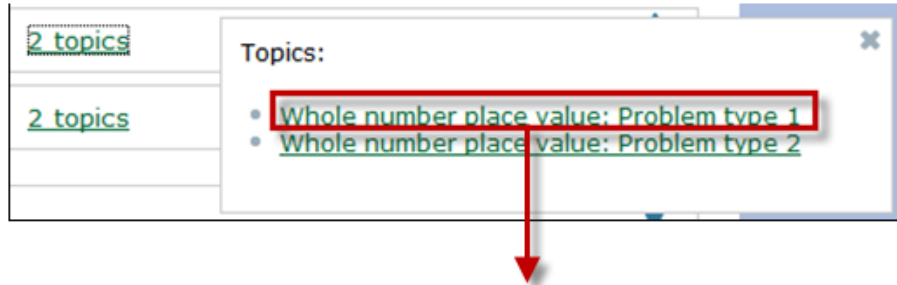 2 topics
Topics:
Whole number place value: Problem type 1
2 topics
Whole number place value: Problem type 2